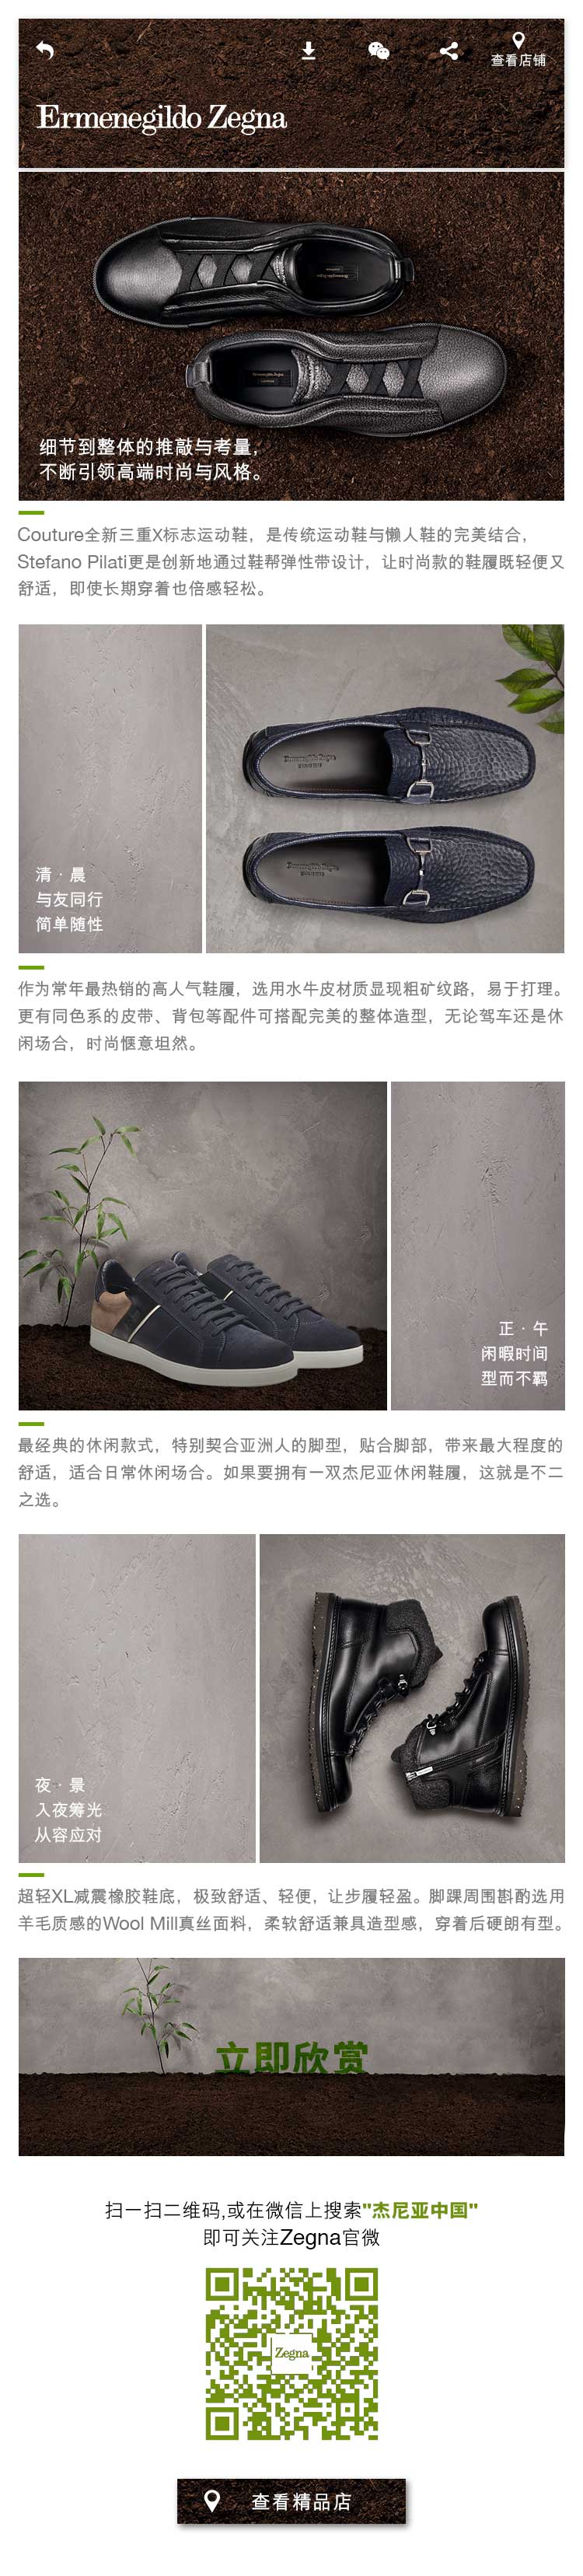 查看店铺
Ermenegildo Zegna
细节到整体的推敲与考量，
不断引领高端时尚与风格。
Couture全新三重X标志运动鞋，是传统运动鞋与懒人鞋的完美结合，
Stefano Pilati更是创新地通过鞋帮弹性带设计，让时尚款的鞋履既轻便又
舒适，即使长期穿着也倍感轻松。
清·晨
与友同行
简单随性
作为常年最热销的高人气鞋履，选用水牛皮材质显现粗矿纹路，易于打理。
更有同色系的皮带、背包等配件可搭配完美的整体造型，无论驾车还是休
闲场合，时尚惬意坦然。
正·午
闲暇时间
型而不羁
最经典的休闲款式，特别契合亚洲人的脚型，贴合脚部，带来最大程度的
舒适，适合日常休闲场合。如果要拥有一双杰尼亚休闲鞋履，这就是不二
之选。
夜·景
入夜筹光
从容应对
超轻XL减震橡胶鞋底，极致舒适、轻便，让步履轻盈。脚踝周围斟酌选用
羊毛质感的Wool Mill真丝面料，柔软舒适兼具造型感，穿着后硬朗有型。
立即欣赏
扫一扫二维码,或在微信上搜索"杰尼亚中国"
即可关注Zegna官微
Zegna
查看精品店